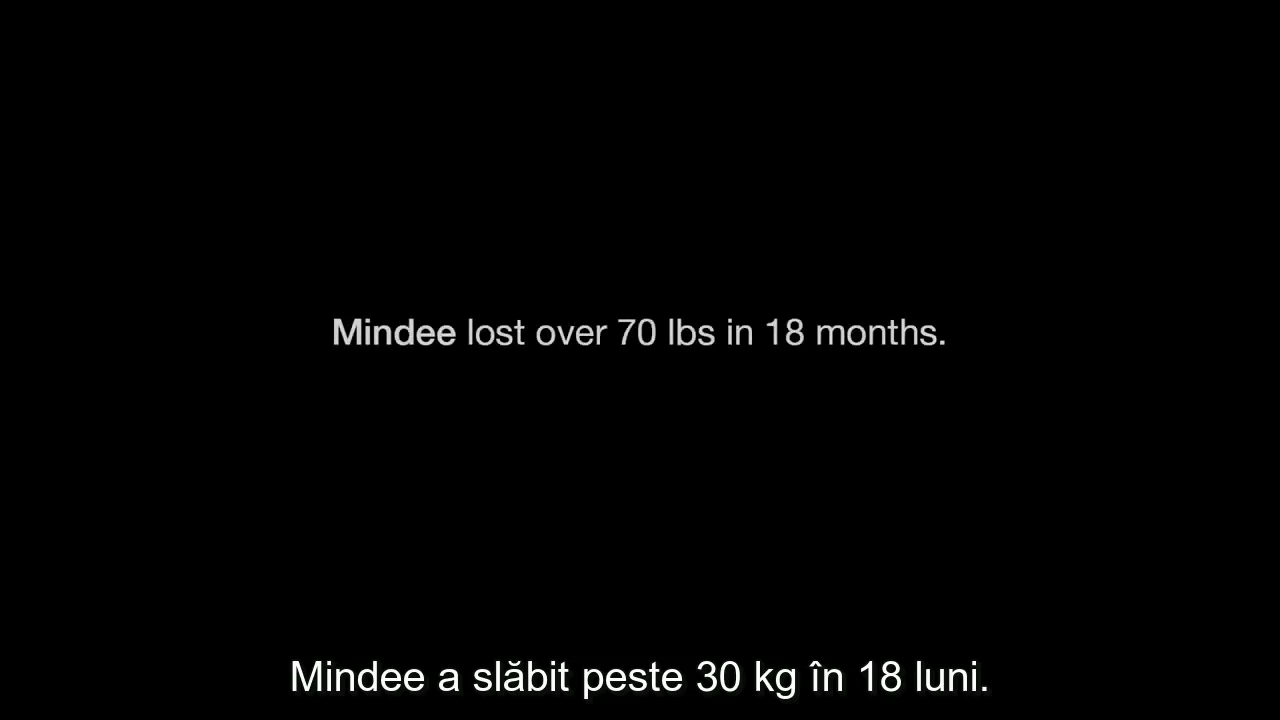 Mindee lost over 70 lbs in 18 months.
Mindee a slăbit peste 30 kg în 18 luni.